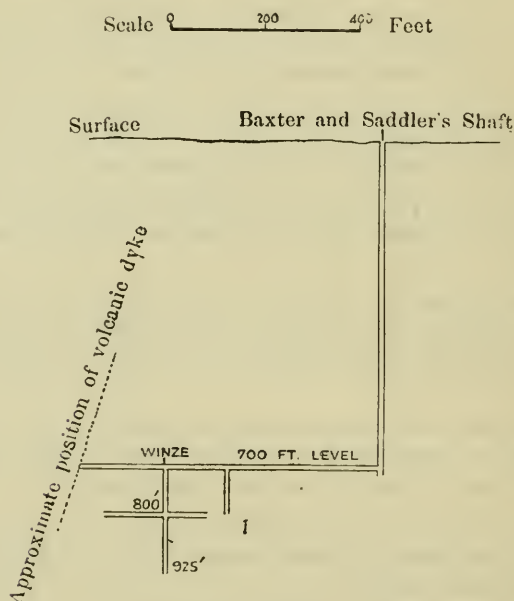 Scale 0 200 400 Feet
Surface Baxter and Saddler's Shaft
Approximate position of volcanic dyke
WINZE 700 FT. LEVEL
800'
I
925'